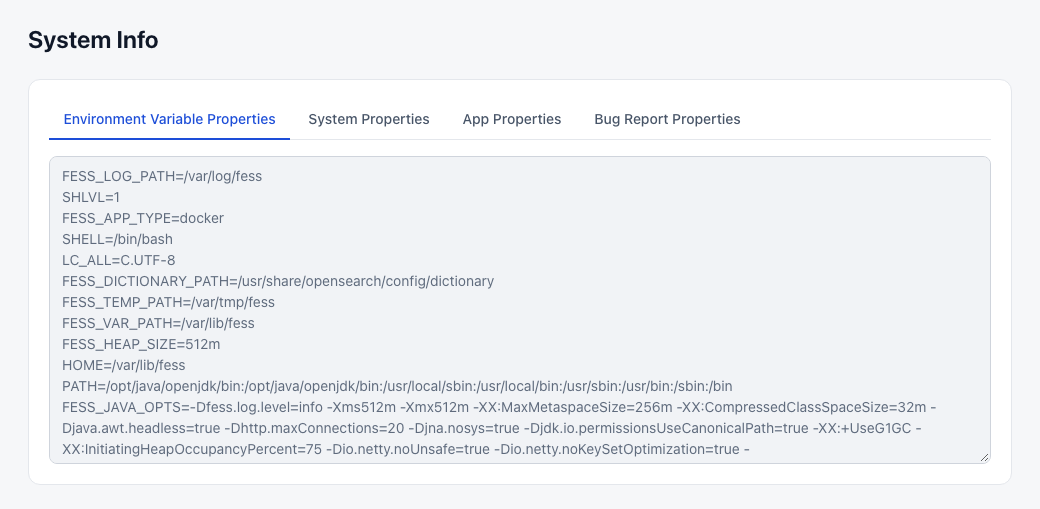 System Info
Environment Variable Properties
System Properties
App Properties
Bug Report Properties
FESS_LOG_PATH=/var/log/fess
SHLVL=1
FESS_APP_TYPE=docker
SHELL=/bin/bash
LC_ALL=C.UTF-8
FESS_DICTIONARY_PATH=/usr/share/opensearch/config/dictionary
FESS_TEMP_PATH=/var/tmp/fess
FESS_VAR_PATH=/var/lib/fess
FESS_HEAP_SIZE=512m
HOME=/var/lib/fess
PATH=/opt/java/openjdk/bin:/opt/java/openjdk/bin:/usr/local/sbin:/usr/local/bin:/usr/sbin:/usr/bin:/sbin:/bin
FESS_JAVA_OPTS=-Dfess.log.level=info -Xms512m -Xmx512m -XX:MaxMetaspaceSize=256m -XX:CompressedClassSpaceSize=32m -
Djava.awt.headless=true -Dhttp.maxConnections=20 -Djna.nosys=true -Djdk.io.permissionsUseCanonicalPath=true -XX:+UseG1GC -
XX:InitiatingHeapOccupancyPercent=75 -Dio.netty.noUnsafe=true -Dio.netty.noKeySetOptimization=true -